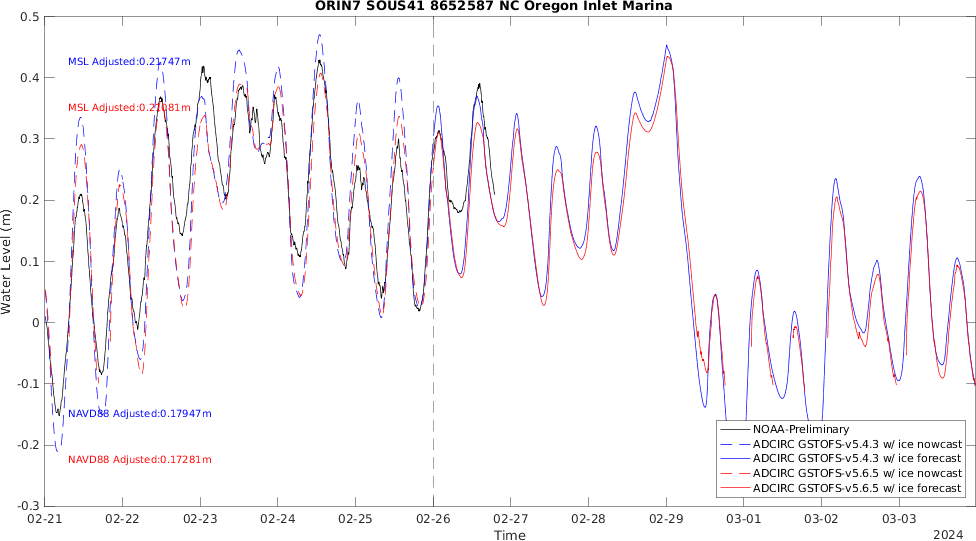 ORIN7 SOUS41 8652587 NC Oregon Inlet Marina
0.5
0.4
0.3
0.2
0.1
0
-0.1
-0.2
-0.3
Water Level (m)
MSL Adjusted:0.21747m
MSL Adjusted:0.21081m
NAVD88 Adjusted:0.17947m
NAVD88 Adjusted:0.17281m
NOAA-Preliminary
ADCIRC GSTOFS-v5.4.3 w/ ice nowcast
ADCIRC GSTOFS-v5.4.3 w/ ice forecast
ADCIRC GSTOFS-v5.6.5 w/ ice nowcast
ADCIRC GSTOFS-v5.6.5 w/ ice forecast
02-21 02-22 02-23 02-24 02-25 02-26 02-27 02-28 02-29 03-01 03-02 03-03
Time
2024